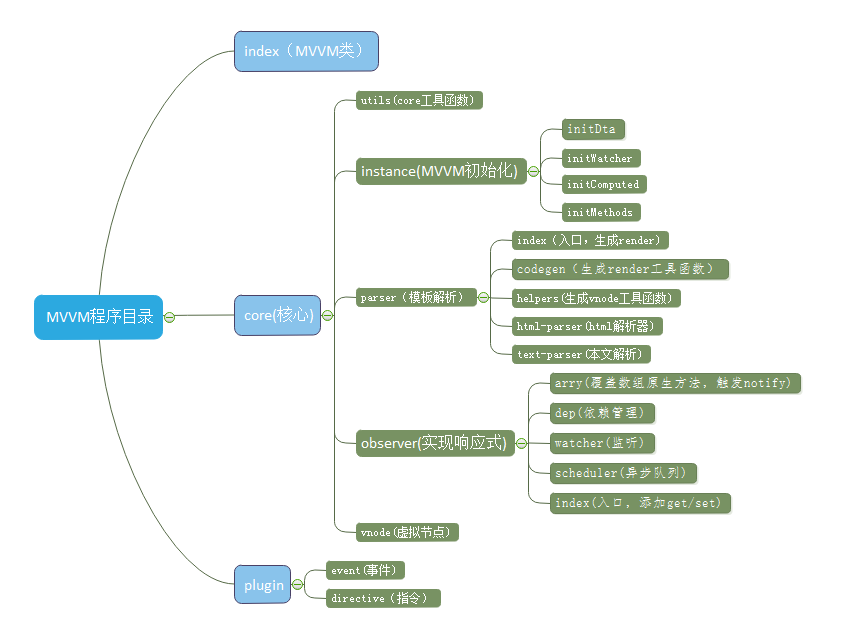 MVVM程序目录
index（MVVM类）
core(核心)
utils(core工具函数)
instance(MVVM初始化)
initDta
initWatcher
initComputed
initMethods
parser（模板解析）
index（入口，生成render）
codegen（生成render工具函数）
helpers(生成vnode工具函数)
html-parser(html解析器)
text-parser(本文解析)
observer(实现响应式)
arry(覆盖数组原生方法，触发notify)
dep(依赖管理)
watcher(监听)
scheduler(异步队列)
index(入口，添加get/set)
vnode(虚拟节点)
plugin
event(事件)
directive（指令）